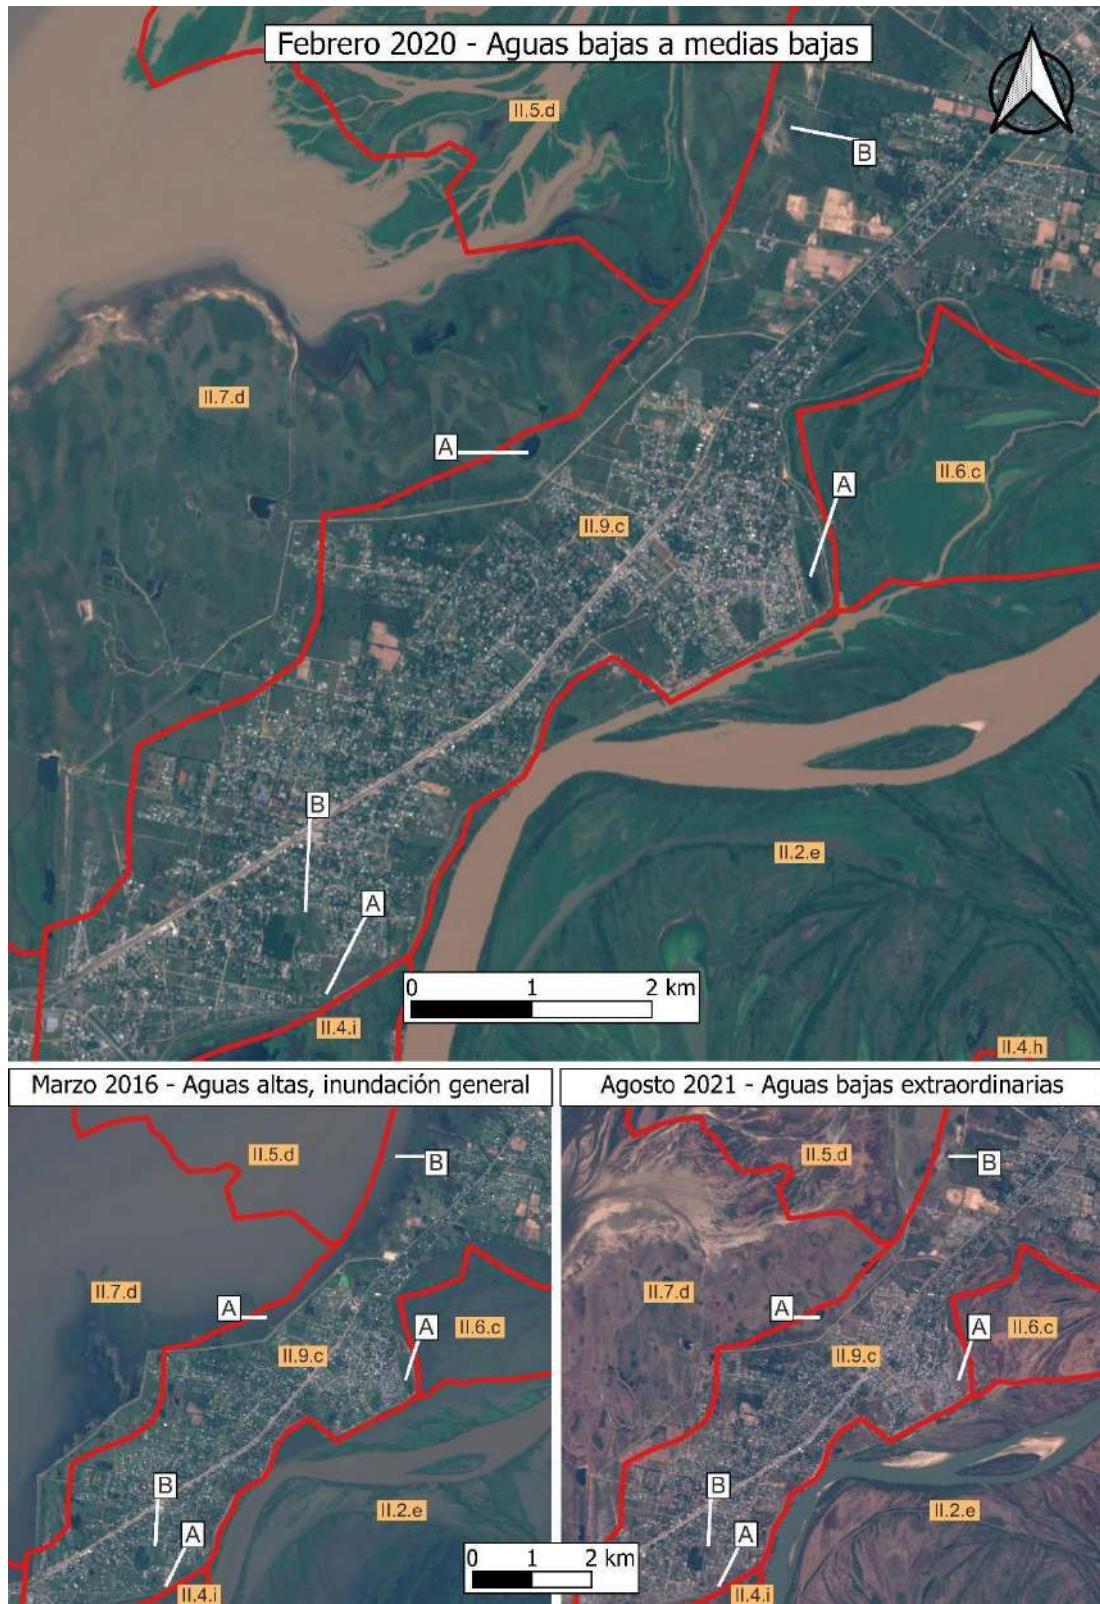 Febrero 2020 - Aguas bajas a medias bajas
II.5.d
B
II.7.d
A
II.6.c
A
II.9.c
B
II.2.e
A
0 1 2 km
II.4.i
II.4.h
Marzo 2016 - Aguas altas, inundación general
II.5.d
B
II.7.d
A
A
II.6.c
II.9.c
B
II.2.e
A
0 1 2 km
II.4.i
Agosto 2021 - Aguas bajas extraordinarias
II.5.d
B
II.7.d
A
A
II.6.c
II.9.c
B
II.2.e
A
II.4.i